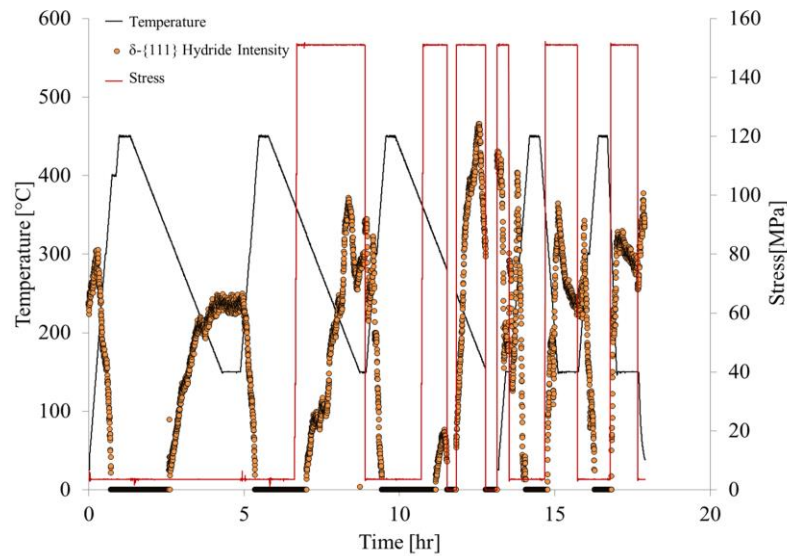 600
500
400
300
200
100
0
Temperature [°C]
Temperature
δ-{111} Hydride Intensity
Stress
160
140
120
100
80
60
40
20
0
Stress[MPa]
0 5 10 15 20
Time [hr]